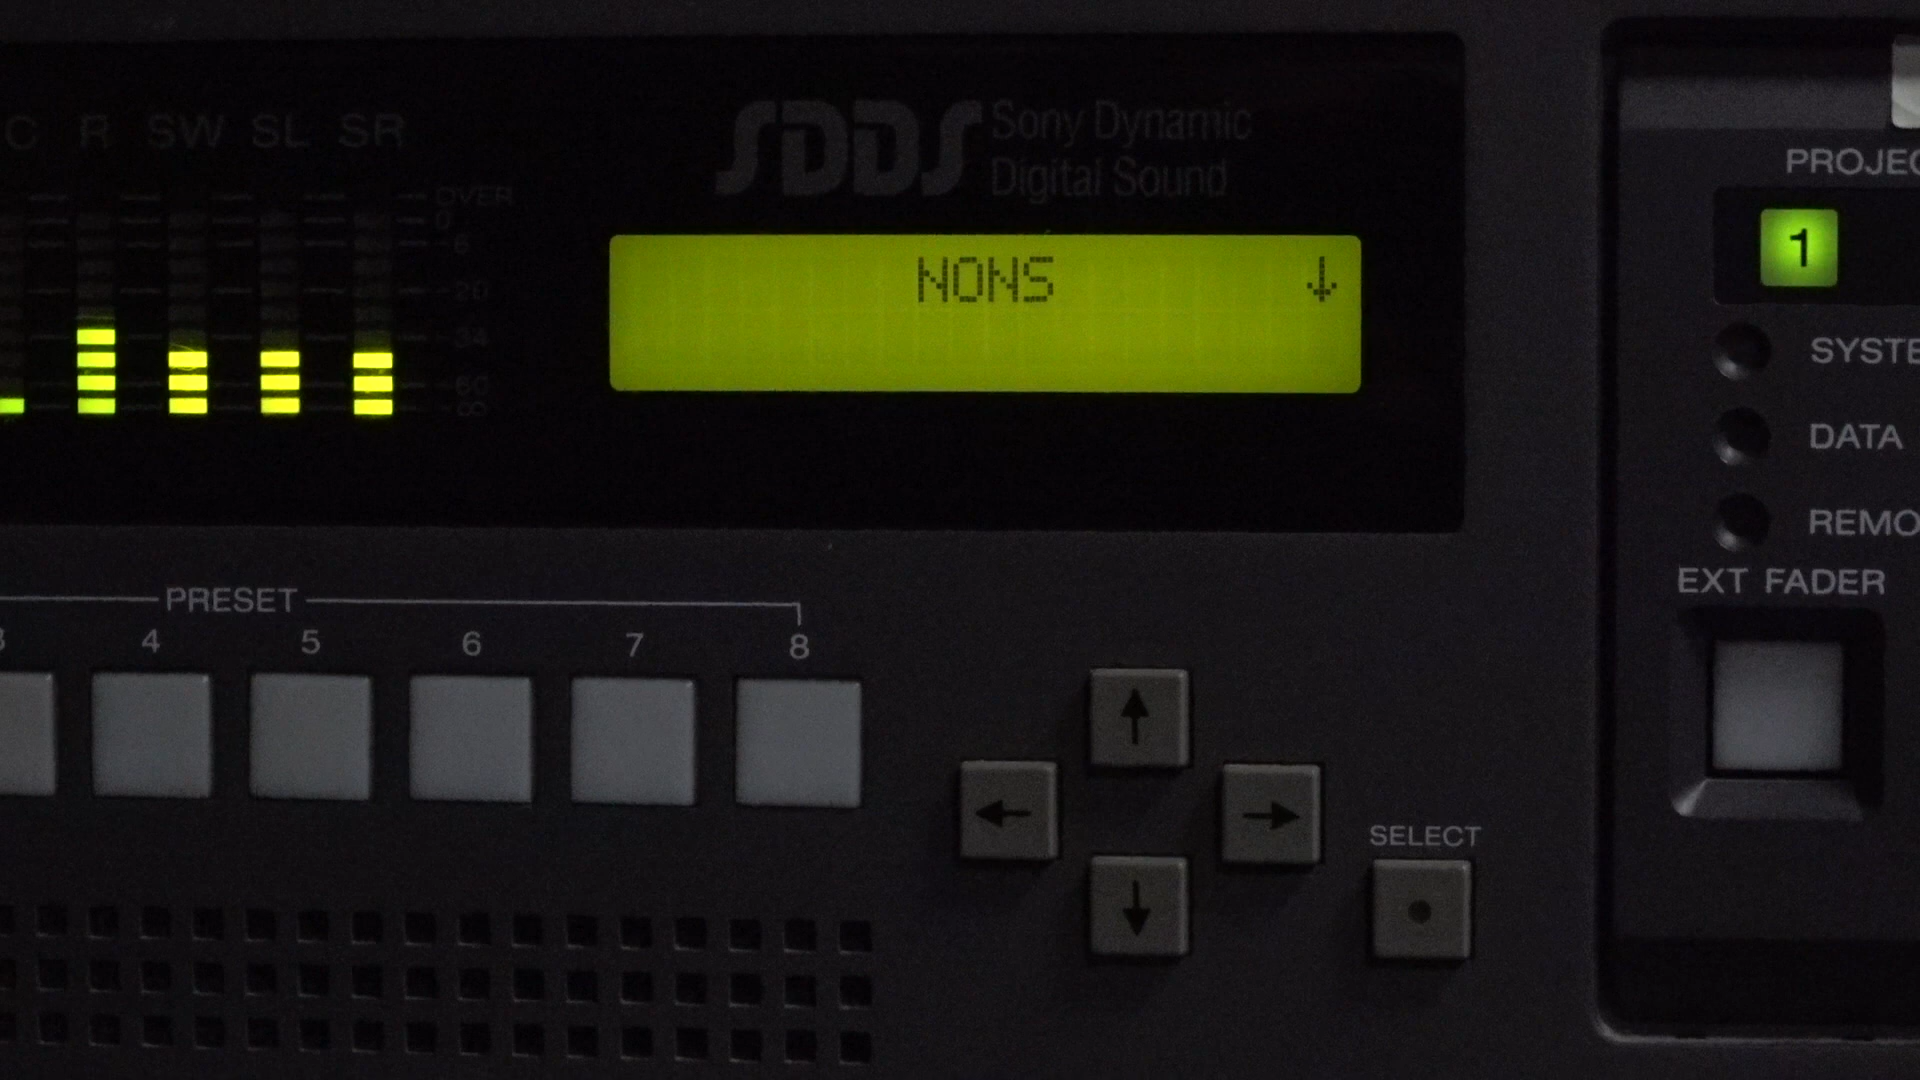 C R SW SL SR
OVER
0
-6
-20
-34
-60
-∞
SDDS Sony Dynamic
Digital Sound
NONS ↓
PRESET
3 4 5 6 7 8
↑
← →
↓
SELECT
PROJEC
1
SYSTE
DATA
REMO
EXT FADER